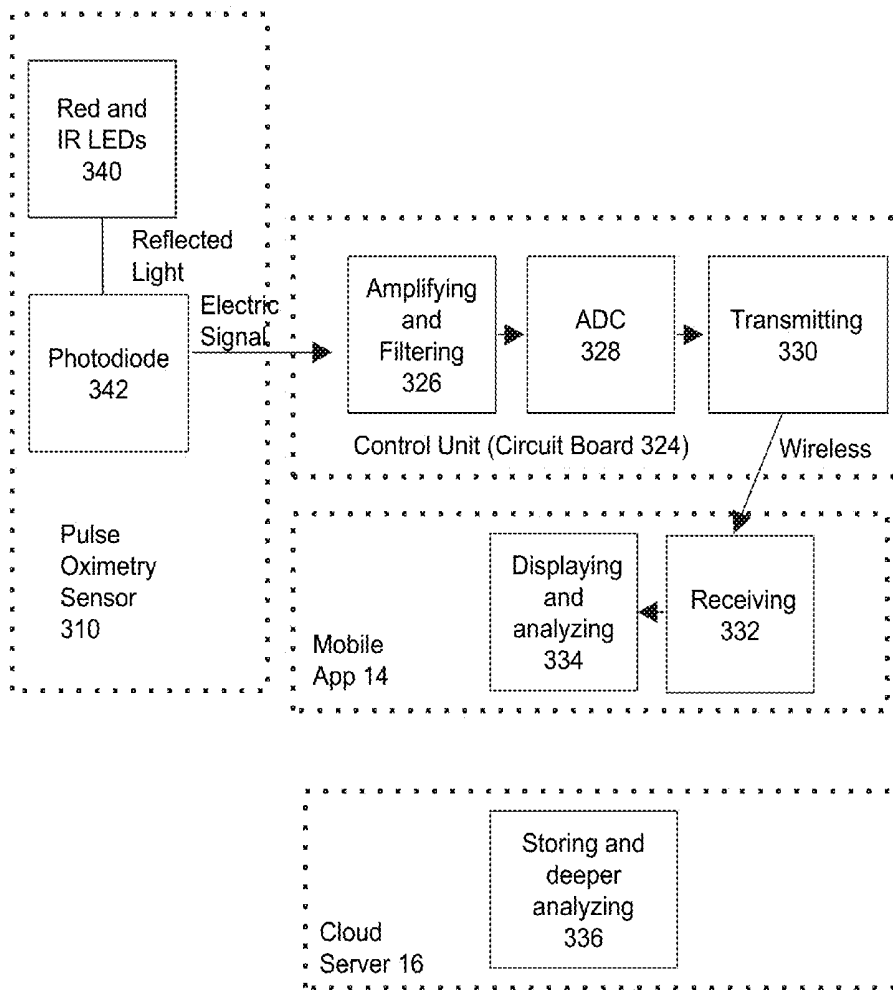 Red and
IR LEDs
340
Reflected
Light
Photodiode
342
Electric
Signal
Pulse
Oximetry
Sensor
310
Amplifying
and
Filtering
326
ADC
328
Transmitting
330
Control Unit (Circuit Board 324)
Wireless
Displaying
and
analyzing
334
Receiving
332
Mobile
App 14
Storing and
deeper
analyzing
336
Cloud
Server 16